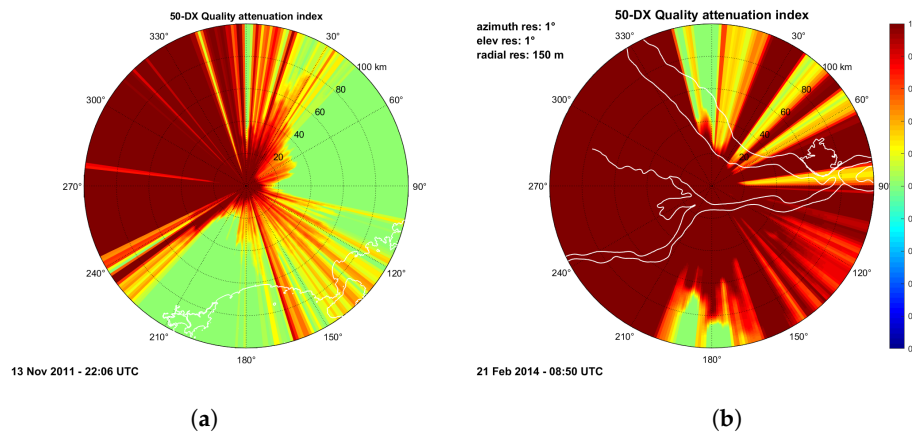 50-DX Quality attenuation index
330°
30°
100 km
80
60
40
20
300°
60°
270°
90°
240°
120°
210°
150°
180°
13 Nov 2011 - 22:06 UTC
(a)
50-DX Quality attenuation index
azimuth res: 1°
elev res: 1°
radial res: 150 m
330°
30°
100 km
80
60
40
20
300°
60°
270°
90°
240°
120°
210°
150°
180°
21 Feb 2014 - 08:50 UTC
(b)